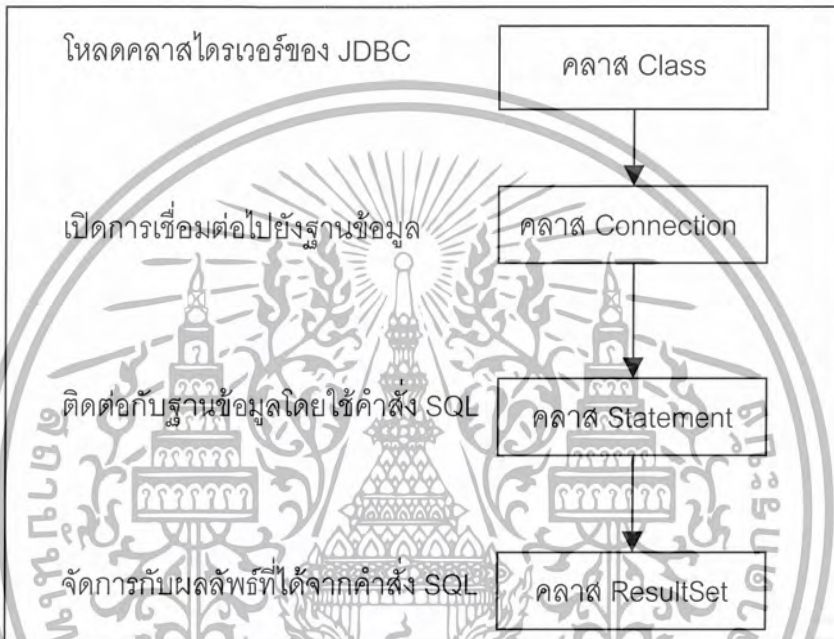 โหลดคลาสไดรเวอร์ของ JDBC
คลาส Class
เปิดการเชื่อมต่อไปยังฐานข้อมูล
คลาส Connection
ติดต่อกับฐานข้อมูลโดยใช้คำสั่ง SQL
คลาส Statement
จัดการกับผลลัพธ์ที่ได้จากคำสั่ง SQL
คลาส ResultSet